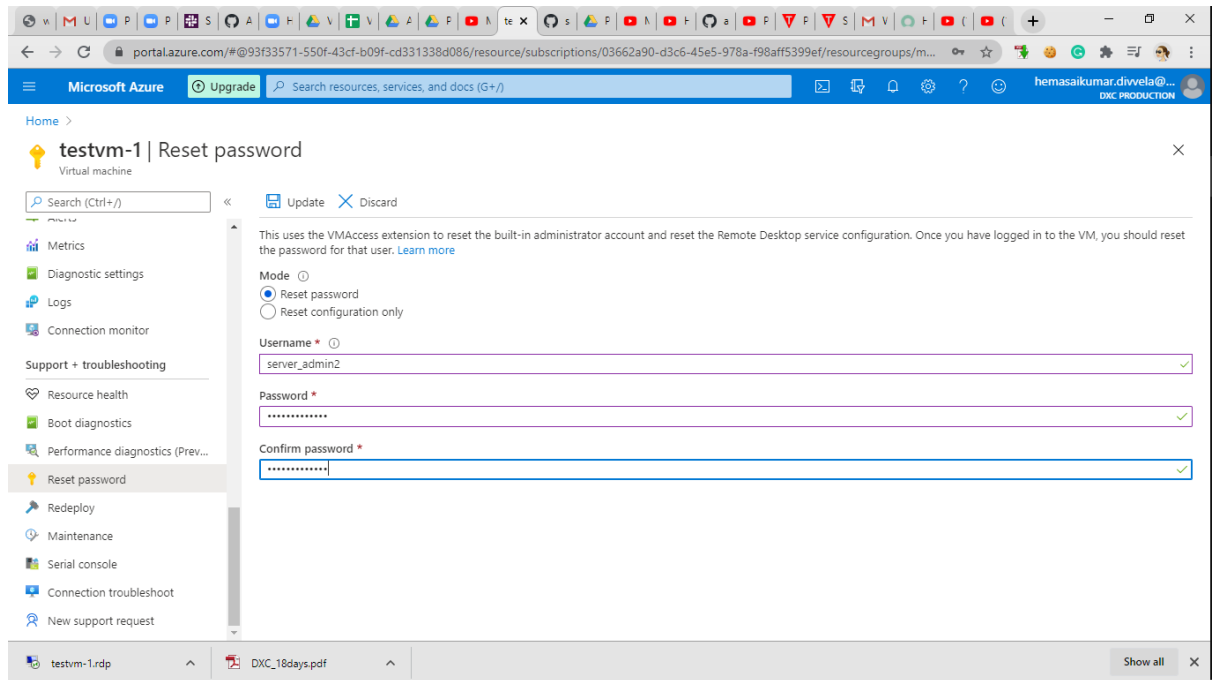 portal.azure.com/#@93f33571-550f-43cf-b09f-cd331338d086/resource/subscriptions/03662a90-d3c6-45e5-978a-f98aff5399ef/resourcegroups/m...
Microsoft Azure Upgrade Search resources, services, and docs (G+/) hemasaikumar.divvela@...
DXC PRODUCTION
Home >
testvm-1 | Reset password
Virtual machine
Search (Ctrl+/) « Update Discard
This uses the VMAccess extension to reset the built-in administrator account and reset the Remote Desktop service configuration. Once you have logged in to the VM, you should reset
the password for that user. Learn more
Metrics
Diagnostic settings
Logs
Connection monitor
Support + troubleshooting
Resource health
Boot diagnostics
Performance diagnostics (Prev...
Reset password
Redeploy
Maintenance
Serial console
Connection troubleshoot
New support request
Mode
Reset password
Reset configuration only
Username *
server_admin2
Password *
•••••••••••••
Confirm password *
•••••••••••••
testvm-1.rdp DXC_18days.pdf Show all